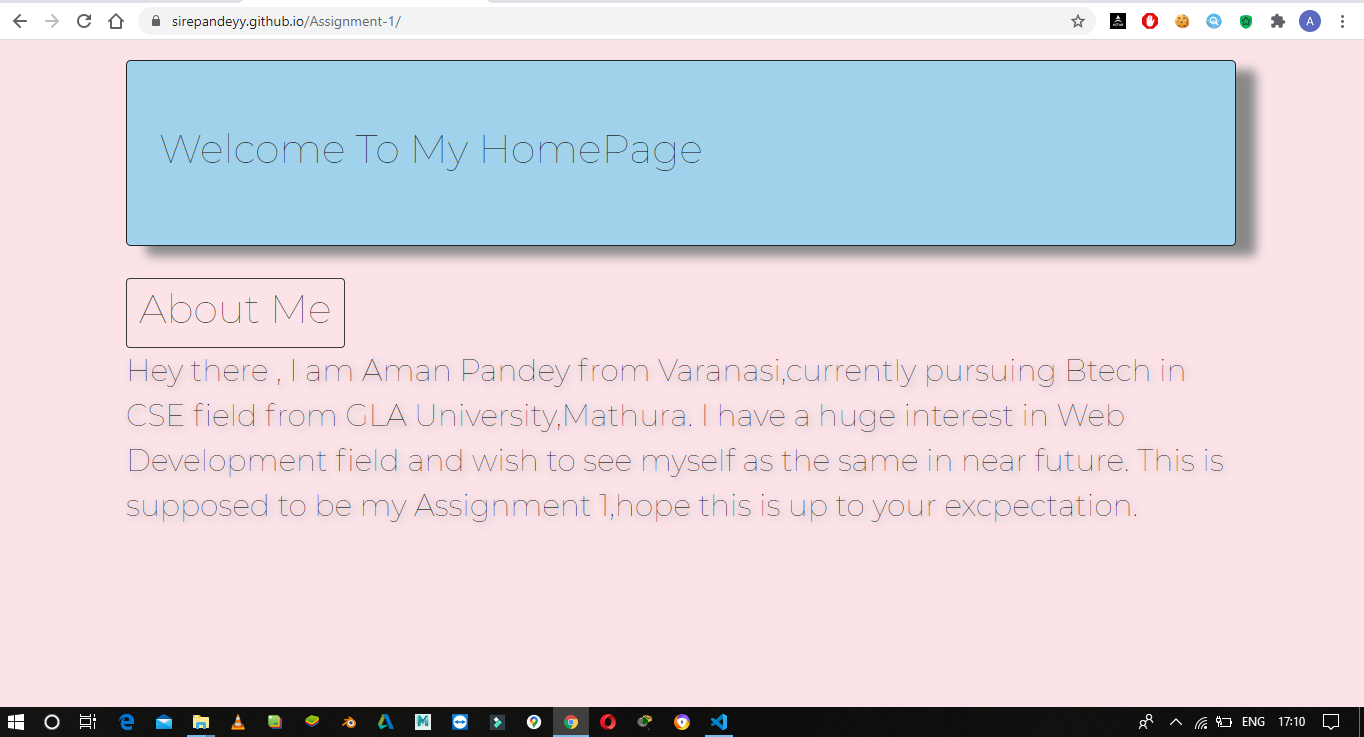 sirepandeyy.github.io/Assignment-1/
A
Welcome To My HomePage
About Me
Hey there , I am Aman Pandey from Varanasi,currently pursuing Btech in
CSE field from GLA University,Mathura. I have a huge interest in Web
Development field and wish to see myself as the same in near future. This is
supposed to be my Assignment 1,hope this is up to your excpectation.
ENG 17:10